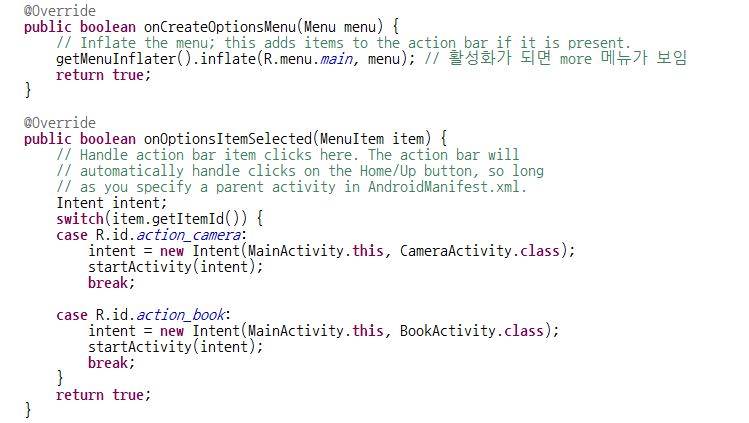 @Override
public boolean onCreateOptionsMenu(Menu menu) {
    // Inflate the menu; this adds items to the action bar if it is present.
    getMenuInflater().inflate(R.menu.main, menu); // 활성화가 되면 more 메뉴가 보임
    return true;
}

@Override
public boolean onOptionsItemSelected(MenuItem item) {
    // Handle action bar item clicks here. The action bar will
    // automatically handle clicks on the Home/Up button, so long
    // as you specify a parent activity in AndroidManifest.xml.
    Intent intent;
    switch(item.getItemId()) {
    case R.id.action_camera:
        intent = new Intent(MainActivity.this, CameraActivity.class);
        startActivity(intent);
        break;

    case R.id.action_book:
        intent = new Intent(MainActivity.this, BookActivity.class);
        startActivity(intent);
        break;
    }
    return true;
}